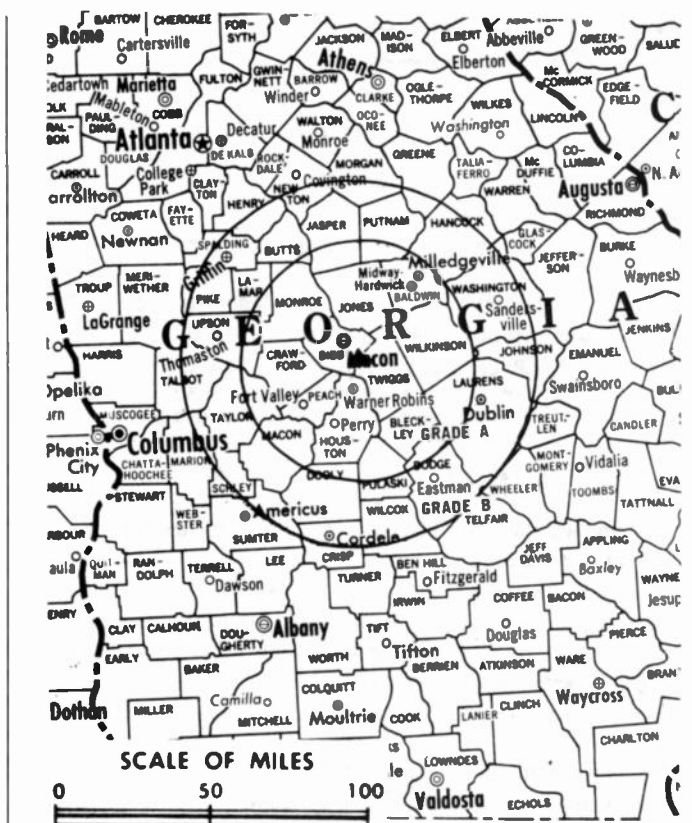 BARTOW CHEROKEE FOR-
SYTH
Rome
Cartersville
JACKSON MAD-
ISON ELBERT Abbeville GREEN-
WOOD SALUD
Elberton
Cedartown Marietta FULTON GWIN-
NETT BARROW Athens
Winder CLARKE OGLE-
THORPE WILKES Mc
CORMICK EDGE-
FIELD
Mableton COBB
PAUL-
DING
LINCOLN C
OCO-
NEE
Washington
Atlanta Decatur WALTON
Monroe
DOUGLAS DE KALB ROCK-
DALE
GREENE TALIA-
FERRO Mc
DUFFIE CO-
LUMBIA
N. A
CARROLL College
Park
MORGAN
arrollton CLAY-
TON NEW-
TON Covington WARREN Augusta
COWETA FAY-
ETTE HENRY RICHMOND
HEARD Newnan JASPER PUTNAM HANCOCK GLAS-
COCK
SPALDING BUTTS JEFFER-
SON BURKE
Griffin Milledgeville Waynesb
TROUP MERI-
WETHER PIKE LA-
MAR MONROE JONES Midway-
Hardwick BALDWIN WASHINGTON
LaGrange UPSON Sanders-
ville
G E O R G I A
Thomaston BIBB Macon WILKINSON JENKINS
HARRIS TALBOT CRAW-
FORD TWIGGS JOHNSON EMANUEL
Opelika Swainsboro
Fort Valley PEACH Warner Robins LAURENS
MUSCOGEE TAYLOR Perry BLECK-
LEY Dublin TREUT-
LEN CANDLER
Phenix
City Columbus MACON HOUS-
TON GRADE A
CHATTA-
HOOCHEE MARION DOOLY DODGE MONT-
GOMERY Vidalia
SCHLEY PULASKI Eastman WHEELER TOOMBS EVA
STEWART WEB-
STER Americus WILCOX GRADE B TATTNALL
SUMTER Cordele TELFAIR
QUIT-
MAN RAN-
DOLPH TERRELL LEE CRISP BEN HILL JEFF
DAVIS APPLING
Dawson TURNER Fitzgerald Baxley
IRWIN COFFEE BACON WAYNE
Jesup
CLAY CALHOUN DOU-
GHERTY Albany TIFT Douglas PIERCE
EARLY WORTH Tifton
BERRIEN ATKINSON WARE BRAN
BAKER
COLQUITT Waycross
Dothan MILLER Camilla
MITCHELL Moultrie COOK LANIER CLINCH
CHARLTON
SCALE OF MILES
LOWNDES
0 50 100
Valdosta ECHOLS